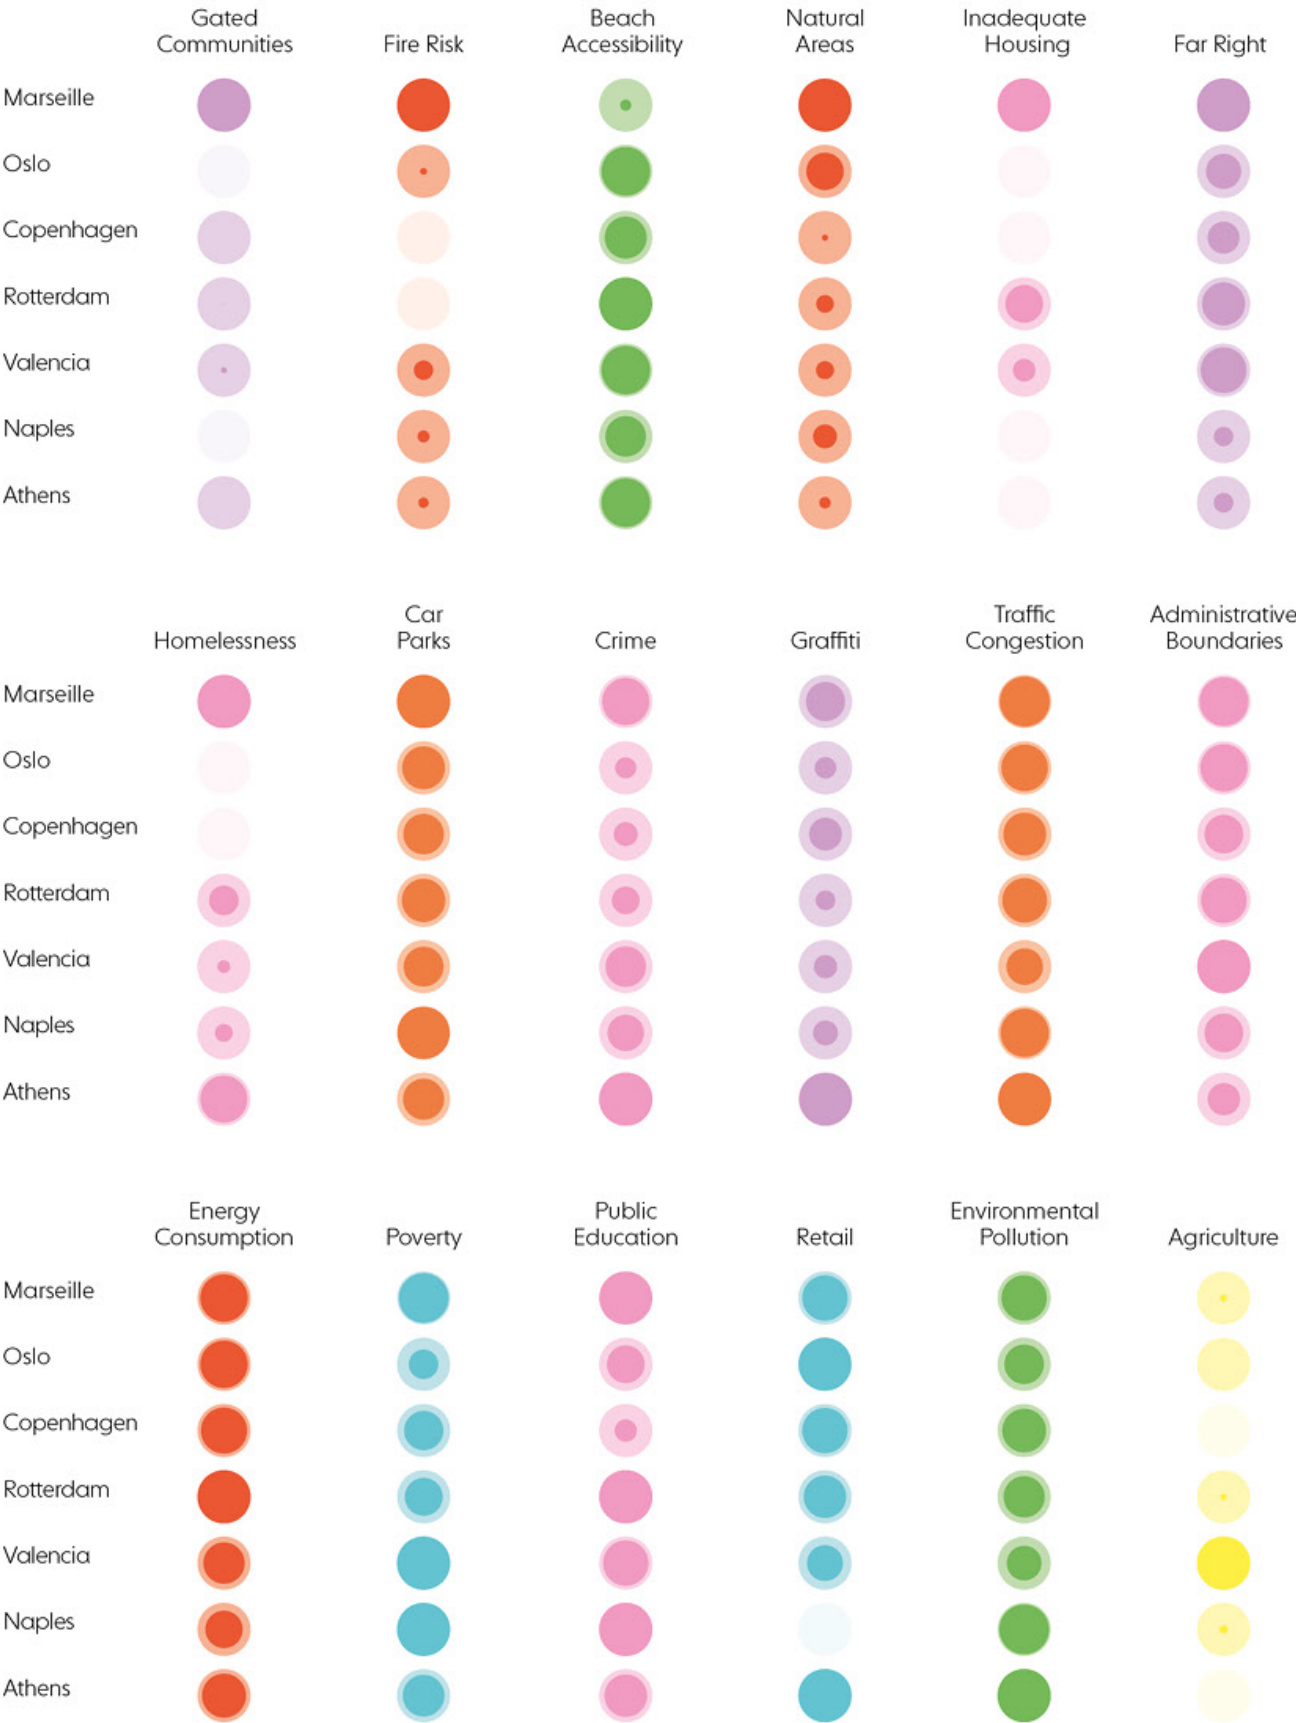 Gated
Communities
Fire Risk
Beach
Accessibility
Natural
Areas
Inadequate
Housing
Far Right
Marseille
Oslo
Copenhagen
Rotterdam
Valencia
Naples
Athens
Homelessness
Car
Parks
Crime
Graffiti
Traffic
Congestion
Administrative
Boundaries
Marseille
Oslo
Copenhagen
Rotterdam
Valencia
Naples
Athens
Energy
Consumption
Poverty
Public
Education
Retail
Environmental
Pollution
Agriculture
Marseille
Oslo
Copenhagen
Rotterdam
Valencia
Naples
Athens